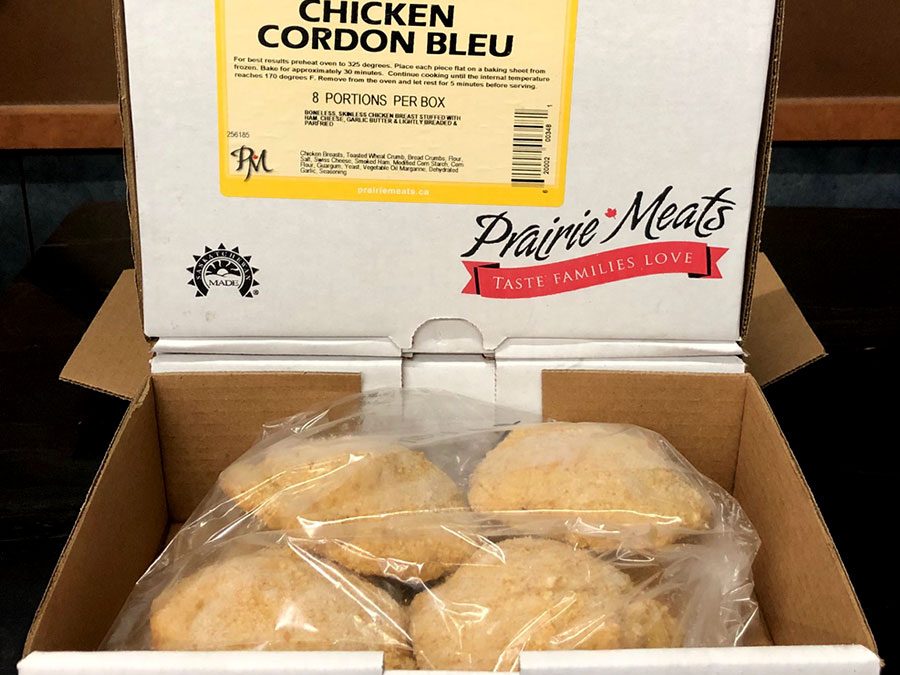 CHICKEN
CORDON BLEU
For best results preheat oven to 325 degrees. Place each piece flat on a baking sheet from
frozen. Bake for approximately 30 minutes. Continue cooking until the internal temperature
reaches 170 degrees F. Remove from the oven and let rest for 5 minutes before serving.
8 PORTIONS PER BOX
BONELESS, SKINLESS CHICKEN BREAST STUFFED WITH
HAM, CHEESE, GARLIC BUTTER & LIGHTLY BREADED &
PARFRIED
256185
PM
Chicken Breasts, Toasted Wheat Crumb, Bread Crumbs, Flour,
Salt, Swiss Cheese, Smoked Ham, Modified Corn Starch, Corn
Flour, Guargum, Yeast, Vegetable Oil Margarine, Dehydrated
Garlic, Seasoning
6 20002 00348 1
prairiemeats.ca
Prairie Meats
TASTE FAMILIES LOVE
SASKATCHEWAN
MADE
®